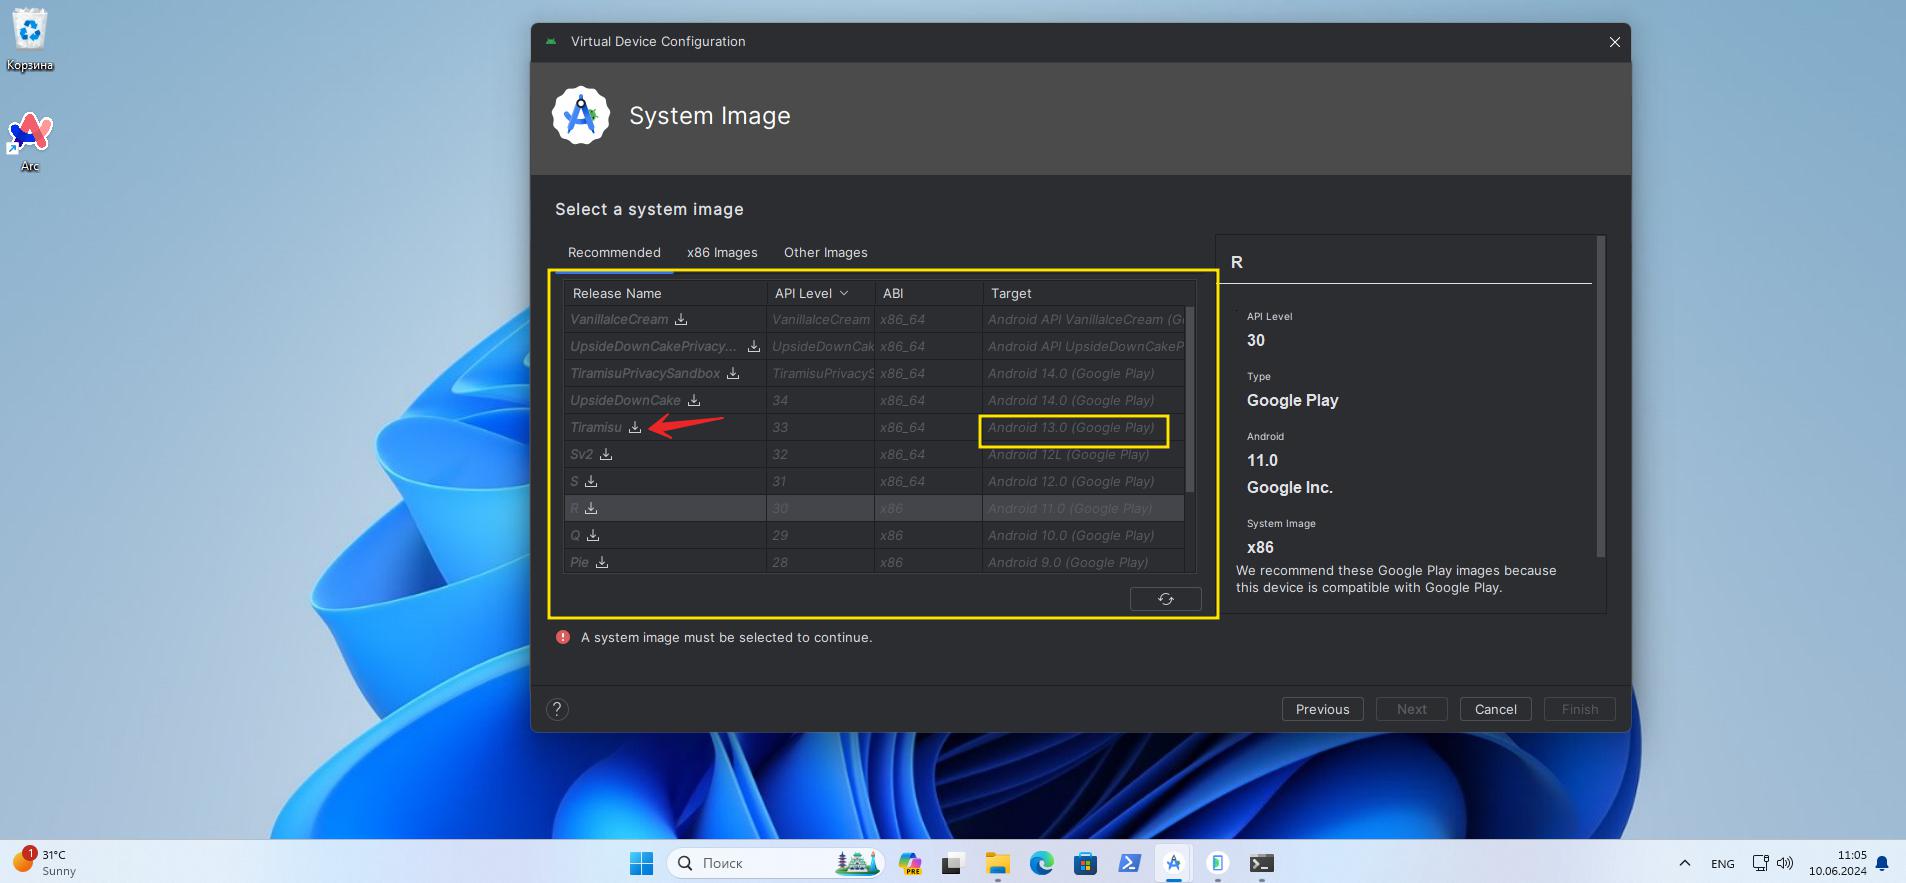 Корзина
Arc
Virtual Device Configuration
System Image
Select a system image
Recommended x86 Images Other Images
Release Name API Level ABI Target
VanillaIceCream VanillaIceCream x86_64 Android API VanillaIceCream (G
UpsideDownCakePrivacy... UpsideDownCak x86_64 Android API UpsideDownCakeP
TiramisuPrivacySandbox TiramisuPrivacyS x86_64 Android 14.0 (Google Play)
UpsideDownCake 34 x86_64 Android 14.0 (Google Play)
Tiramisu 33 x86_64 Android 13.0 (Google Play)
Sv2 32 x86_64 Android 12L (Google Play)
S 31 x86_64 Android 12.0 (Google Play)
R 30 x86 Android 11.0 (Google Play)
Q 29 x86 Android 10.0 (Google Play)
Pie 28 x86 Android 9.0 (Google Play)
A system image must be selected to continue.
R
API Level
30
Type
Google Play
Android
11.0
Google Inc.
System Image
x86
We recommend these Google Play images because
this device is compatible with Google Play.
?
Previous Next Cancel Finish
1
31°C
Sunny
Поиск
PRE
ENG
11:05
10.06.2024